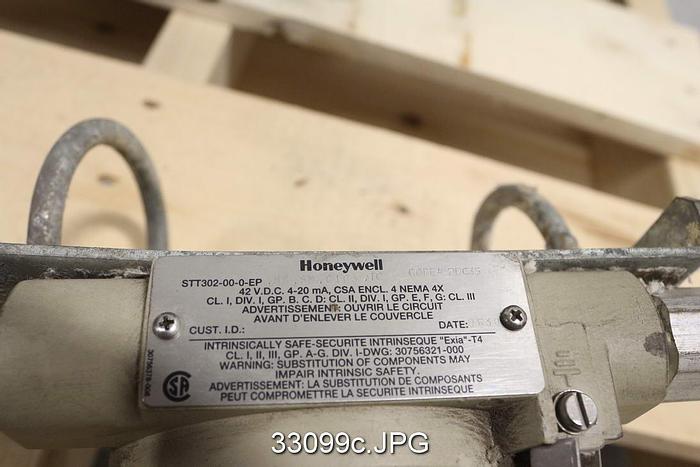 Honeywell
STT302-00-0-EP
42 V.D.C. 4-20 mA, CSA ENCL. 4 NEMA 4X
CL. I, DIV. I, GP. B, C, D: CL. II, DIV. I, GP. E, F, G: CL. III
ADVERTISSEMENT: OUVRIR LE CIRCUIT
AVANT D'ENLEVER LE COUVERCLE
CUST. I.D.: DATE:
INTRINSICALLY SAFE-SECURITE INTRINSEQUE "Exia"-T4
CL. I, II, III, GP. A-G, DIV. I-DWG: 30756321-000
WARNING: SUBSTITUTION OF COMPONENTS MAY
IMPAIR INTRINSIC SAFETY.
ADVERTISSEMENT: LA SUBSTITUTION DE COMPOSANTS
PEUT COMPROMETTRE LA SECURITE INTRINSEQUE
33099c.JPG